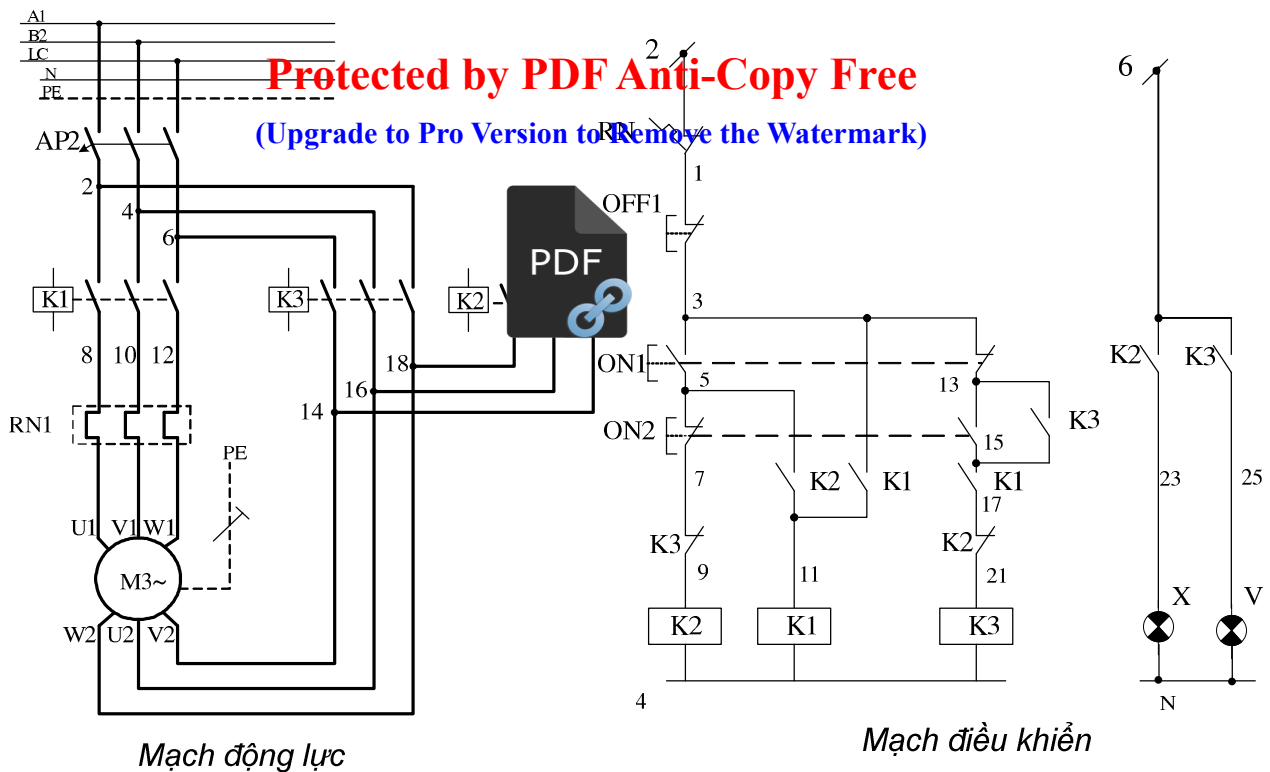 A1
B2
LC
N
PE
Protected by PDF Anti-Copy Free
(Upgrade to Pro Version to Remove the Watermark)
AP2
2
4
6
K1
K3
K2
PDF
8
10
12
18
16
14
RN1
PE
U1
V1
W1
M3~
W2
U2
V2
Mạch động lực
2
RN
1
OFF1
3
ON1
5
13
ON2
15
K3
7
K2
K1
K1
17
K3
K2
9
11
21
K2
K1
K3
4
6
K2
K3
23
25
X
V
N
Mạch điều khiển